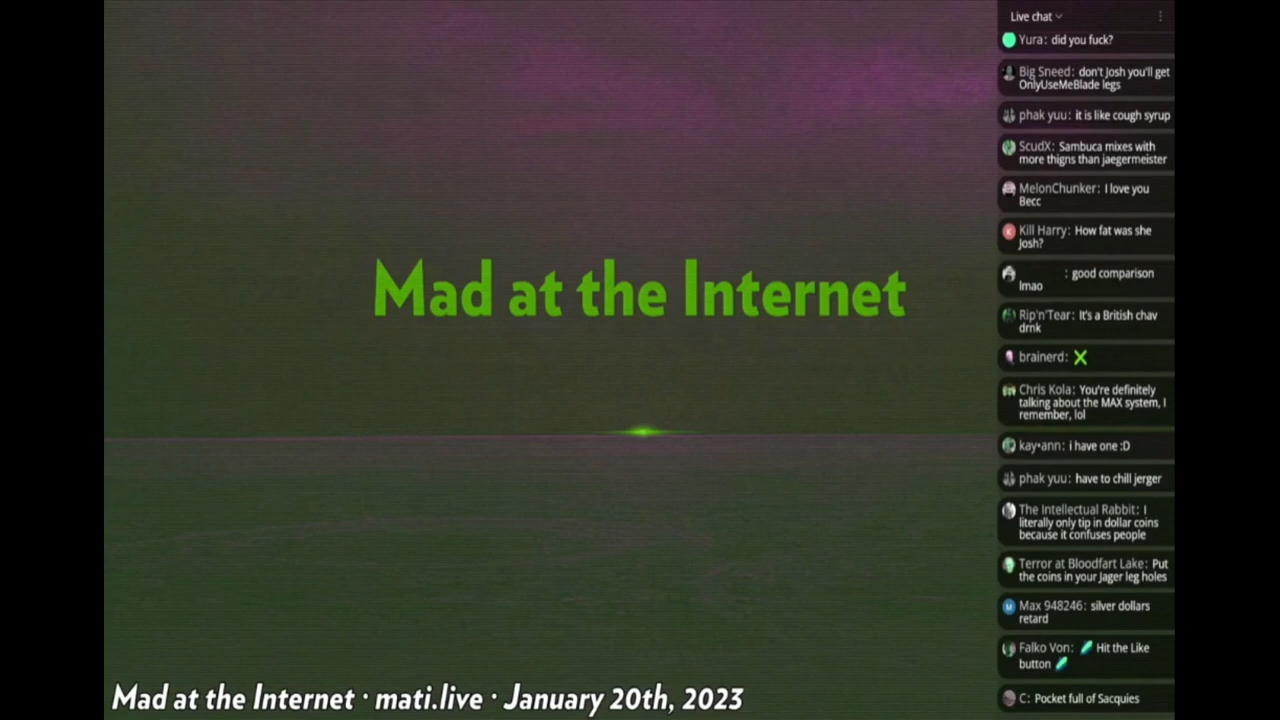 Live chat
Yura: did you fuck?
Big Sneed: don't Josh you'll get
OnlyUseMeBlade legs
phak yuu: it is like cough syrup
ScudX: Sambuca mixes with
more thigns than jaegermeister
MelonChunker: I love you
Becc
Kill Harry: How fat was she
Josh?
: good comparison
lmao
Rip'n'Tear: It's a British chav
drnk
brainerd:
Chris Kola: You're definitely
talking about the MAX system, I
remember, lol
kay•ann: i have one :D
phak yuu: have to chill jerger
The Intellectual Rabbit: I
literally only tip in dollar coins
because it confuses people
Terror at Bloodfart Lake: Put
the coins in your Jager leg holes
Max 948246: silver dollars
retard
Falko Von: Hit the Like
button
C: Pocket full of Sacquies
Mad at the Internet
Mad at the Internet · mati.live · January 20th, 2023